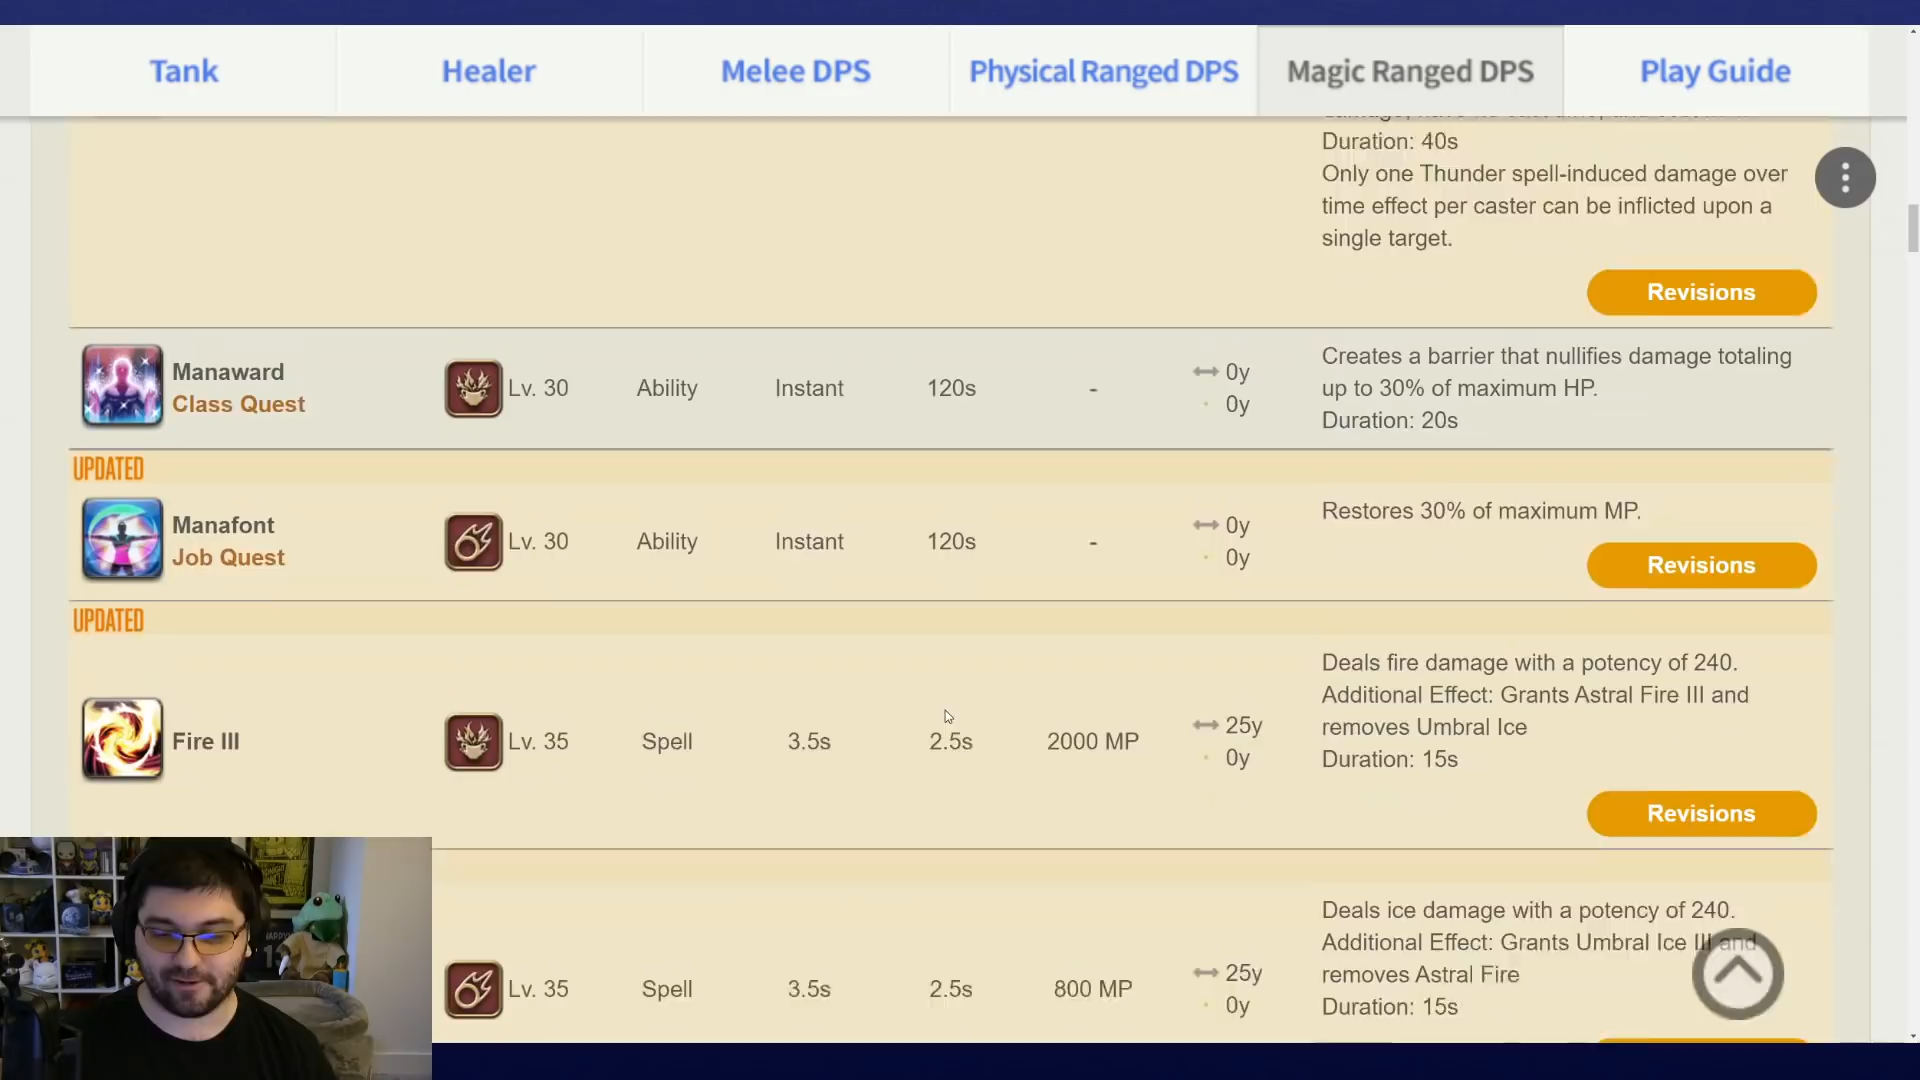 Tank Healer Melee DPS Physical Ranged DPS Magic Ranged DPS Play Guide
Duration: 40s
Only one Thunder spell-induced damage over
time effect per caster can be inflicted upon a
single target.
Revisions
Manaward
Class Quest
Lv. 30 Ability Instant 120s -
0y
0y
Creates a barrier that nullifies damage totaling
up to 30% of maximum HP.
Duration: 20s
UPDATED
Manafont
Job Quest
Lv. 30 Ability Instant 120s -
0y
0y
Restores 30% of maximum MP.
Revisions
UPDATED
Fire III
Lv. 35 Spell 3.5s 2.5s 2000 MP
25y
0y
Deals fire damage with a potency of 240.
Additional Effect: Grants Astral Fire III and
removes Umbral Ice
Duration: 15s
Revisions
Lv. 35 Spell 3.5s 2.5s 800 MP
25y
0y
Deals ice damage with a potency of 240.
Additional Effect: Grants Umbral Ice III and
removes Astral Fire
Duration: 15s